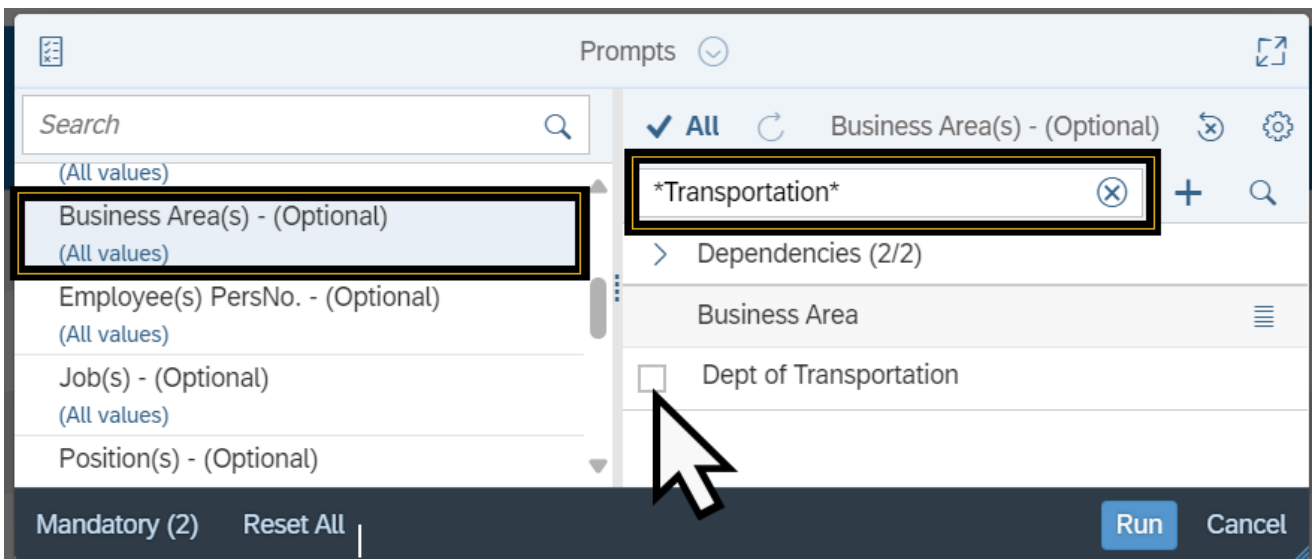 Prompts
Search
(All values)
Business Area(s) - (Optional)
(All values)
Employee(s) PersNo. - (Optional)
(All values)
Job(s) - (Optional)
(All values)
Position(s) - (Optional)
All
Business Area(s) - (Optional)
*Transportation*
Dependencies (2/2)
Business Area
Dept of Transportation
Mandatory (2)
Reset All
Run
Cancel